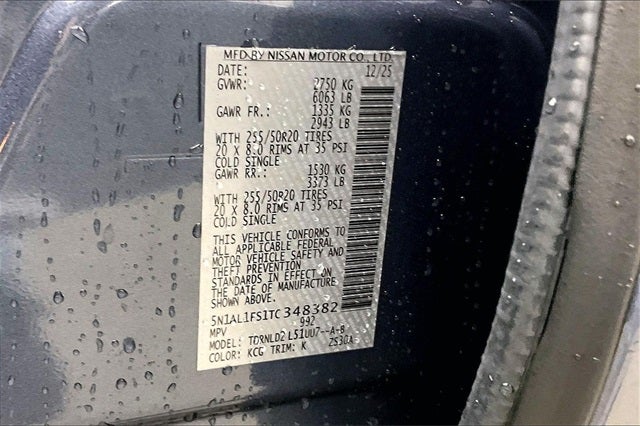 MFD BY NISSAN MOTOR CO., LTD.
DATE: 12/25
GVWR: 2750 KG
6063 LB
GAWR FR.: 1335 KG
2943 LB
WITH 255/50R20 TIRES
20 X 8.0 RIMS AT 35 PSI
COLD SINGLE
GAWR RR.: 1530 KG
3373 LB
WITH 255/50R20 TIRES
20 X 8.0 RIMS AT 35 PSI
COLD SINGLE
THIS VEHICLE CONFORMS TO
ALL APPLICABLE FEDERAL
MOTOR VEHICLE SAFETY AND
THEFT PREVENTION
STANDARDS IN EFFECT ON
THE DATE OF MANUFACTURE
SHOWN ABOVE.
5N1AL1FS1TC348382
MPV 992
MODEL: TDRNLD2 L51UU7--A-B
COLOR: KCG TRIM: K 2S30A